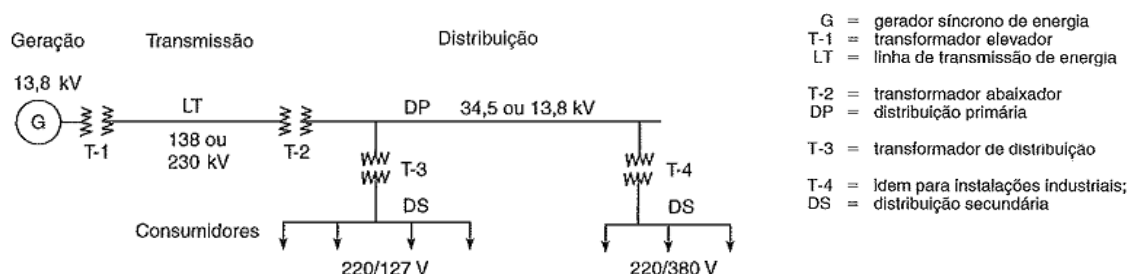 Geração
Transmissão
Distribuição
13,8 kV
G
T-1
LT
138 ou
230 kV
T-2
DP
34,5 ou 13,8 kV
T-3
DS
T-4
DS
Consumidores
220/127 V
220/380 V
G = gerador síncrono de energia
T-1 = transformador elevador
LT = linha de transmissão de energia
T-2 = transformador abaixador
DP = distribuição primária
T-3 = transformador de distribuição
T-4 = idem para instalações industriais;
DS = distribuição secundária